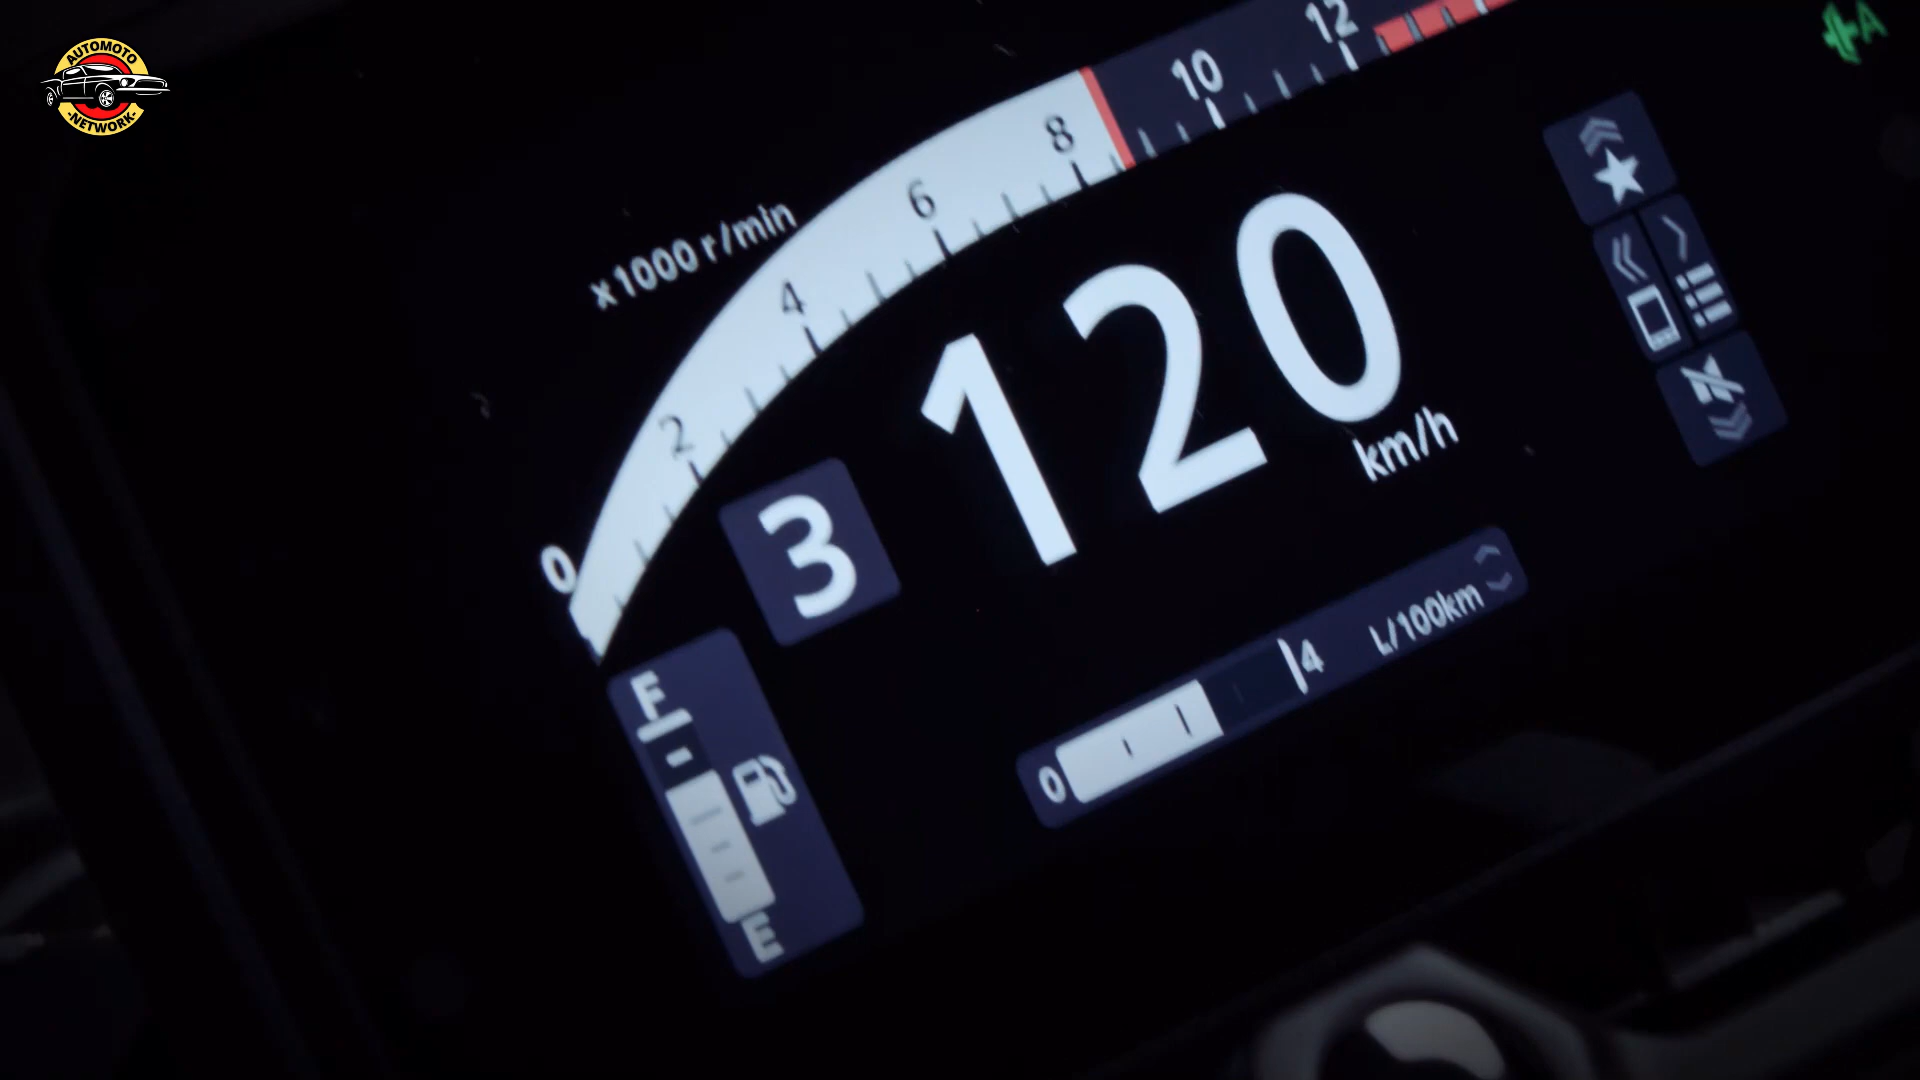 AUTOMOTO
-NETWORK-
x1000 r/min
0
2
4
6
8
10
12
A
3
120
km/h
F
E
0
4
L/100km